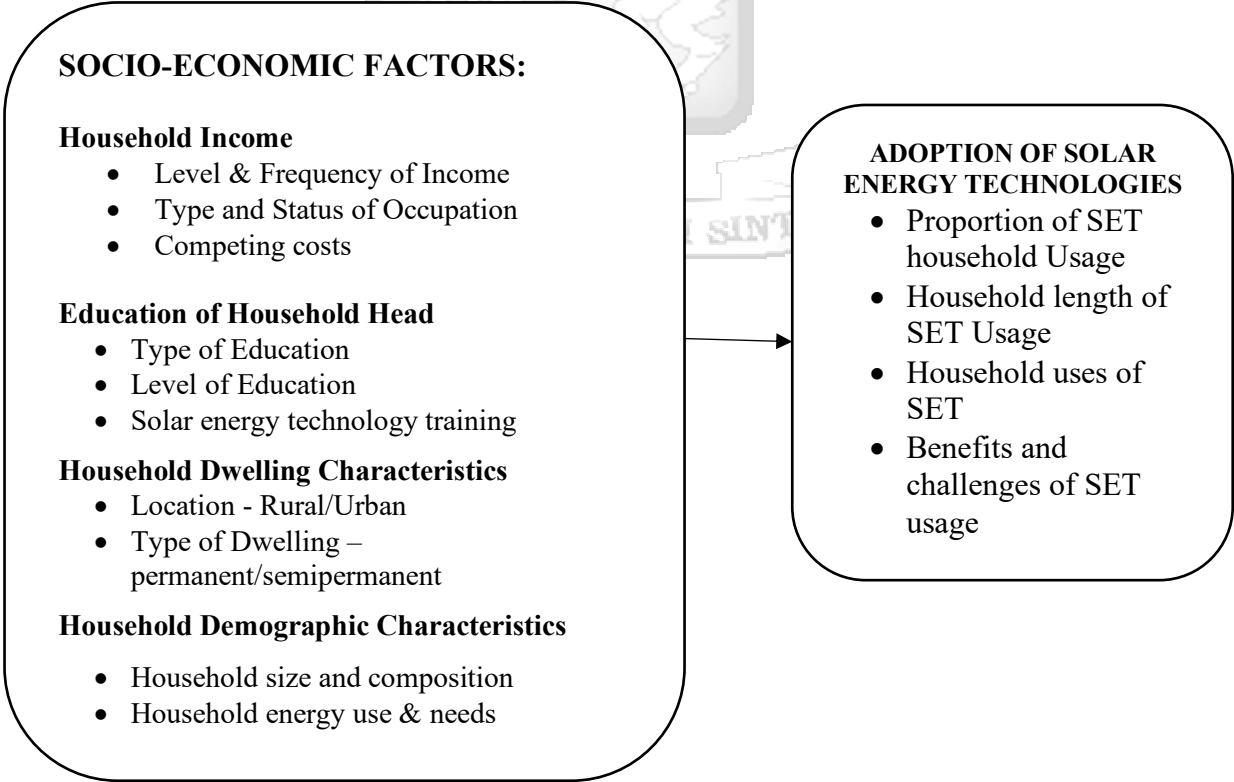 SOCIO-ECONOMIC FACTORS:
Household Income
• Level & Frequency of Income
• Type and Status of Occupation
• Competing costs
Education of Household Head
• Type of Education
• Level of Education
• Solar energy technology training
Household Dwelling Characteristics
• Location - Rural/Urban
• Type of Dwelling –
permanent/semipermanent
Household Demographic Characteristics
• Household size and composition
• Household energy use & needs
SINT
ADOPTION OF SOLAR
ENERGY TECHNOLOGIES
• Proportion of SET
household Usage
• Household length of
SET Usage
• Household uses of
SET
• Benefits and
challenges of SET
usage